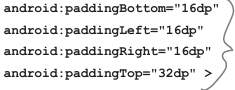 android:paddingBottom="16dp"
android:paddingLeft="16dp"
android:paddingRight="16dp"
android:paddingTop="32dp" >